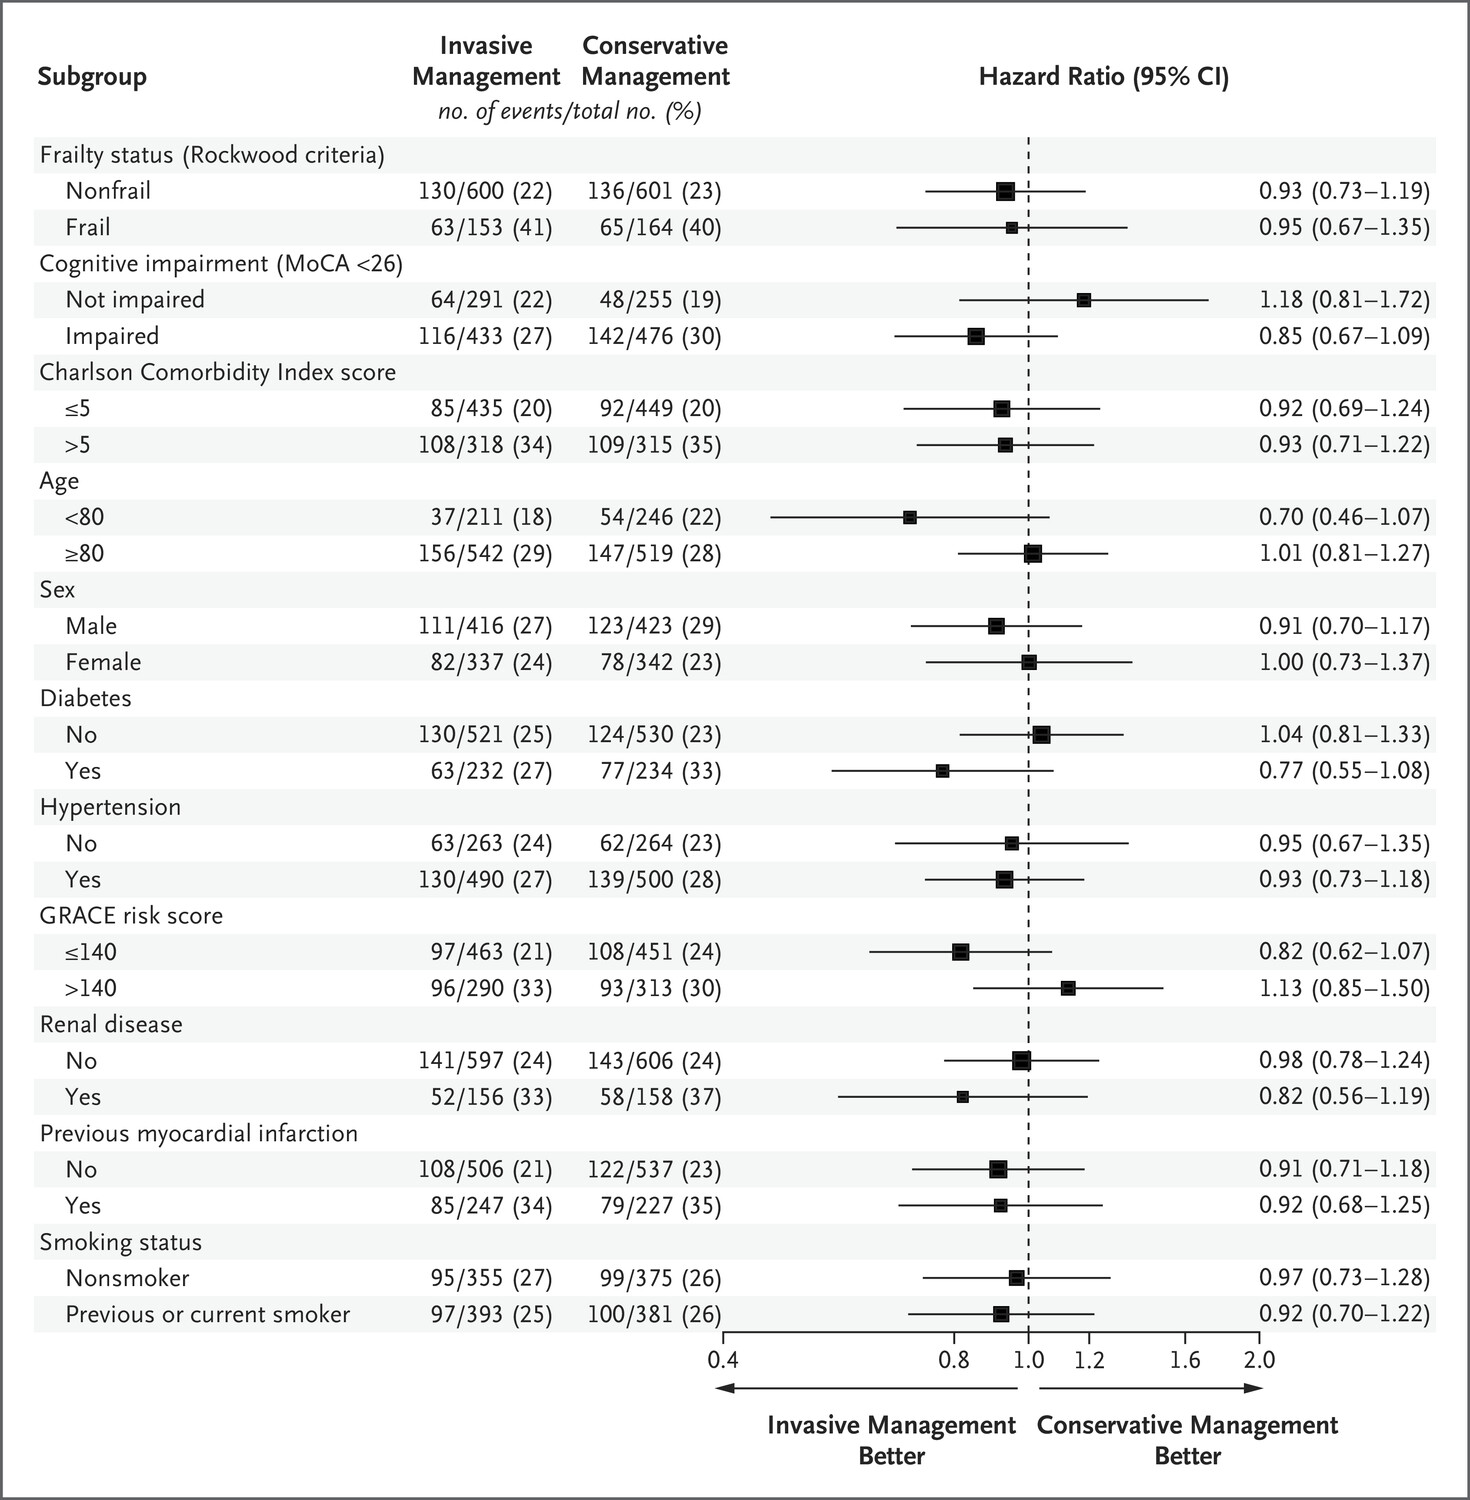 Subgroup Invasive Management Conservative Management Hazard Ratio (95% CI)
no. of events/total no. (%)
Frailty status (Rockwood criteria)
Nonfrail 130/600 (22) 136/601 (23) 0.93 (0.73–1.19)
Frail 63/153 (41) 65/164 (40) 0.95 (0.67–1.35)
Cognitive impairment (MoCA <26)
Not impaired 64/291 (22) 48/255 (19) 1.18 (0.81–1.72)
Impaired 116/433 (27) 142/476 (30) 0.85 (0.67–1.09)
Charlson Comorbidity Index score
≤5 85/435 (20) 92/449 (20) 0.92 (0.69–1.24)
>5 108/318 (34) 109/315 (35) 0.93 (0.71–1.22)
Age
<80 37/211 (18) 54/246 (22) 0.70 (0.46–1.07)
≥80 156/542 (29) 147/519 (28) 1.01 (0.81–1.27)
Sex
Male 111/416 (27) 123/423 (29) 0.91 (0.70–1.17)
Female 82/337 (24) 78/342 (23) 1.00 (0.73–1.37)
Diabetes
No 130/521 (25) 124/530 (23) 1.04 (0.81–1.33)
Yes 63/232 (27) 77/234 (33) 0.77 (0.55–1.08)
Hypertension
No 63/263 (24) 62/264 (23) 0.95 (0.67–1.35)
Yes 130/490 (27) 139/500 (28) 0.93 (0.73–1.18)
GRACE risk score
≤140 97/463 (21) 108/451 (24) 0.82 (0.62–1.07)
>140 96/290 (33) 93/313 (30) 1.13 (0.85–1.50)
Renal disease
No 141/597 (24) 143/606 (24) 0.98 (0.78–1.24)
Yes 52/156 (33) 58/158 (37) 0.82 (0.56–1.19)
Previous myocardial infarction
No 108/506 (21) 122/537 (23) 0.91 (0.71–1.18)
Yes 85/247 (34) 79/227 (35) 0.92 (0.68–1.25)
Smoking status
Nonsmoker 95/355 (27) 99/375 (26) 0.97 (0.73–1.28)
Previous or current smoker 97/393 (25) 100/381 (26) 0.92 (0.70–1.22)
0.4 0.8 1.0 1.2 1.6 2.0
Invasive Management Better Conservative Management Better